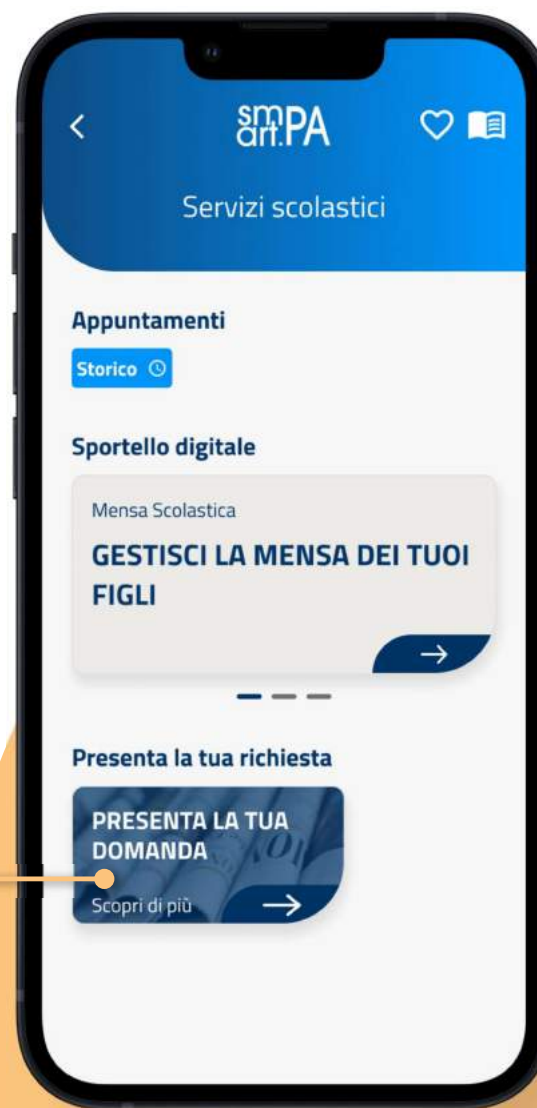 smart.PA
Servizi scolastici
Appuntamenti
Storico
Sportello digitale
Mensa Scolastica
GESTISCI LA MENSA DEI TUOI
FIGLI
Presenta la tua richiesta
PRESENTA LA TUA
DOMANDA
Scopri di più